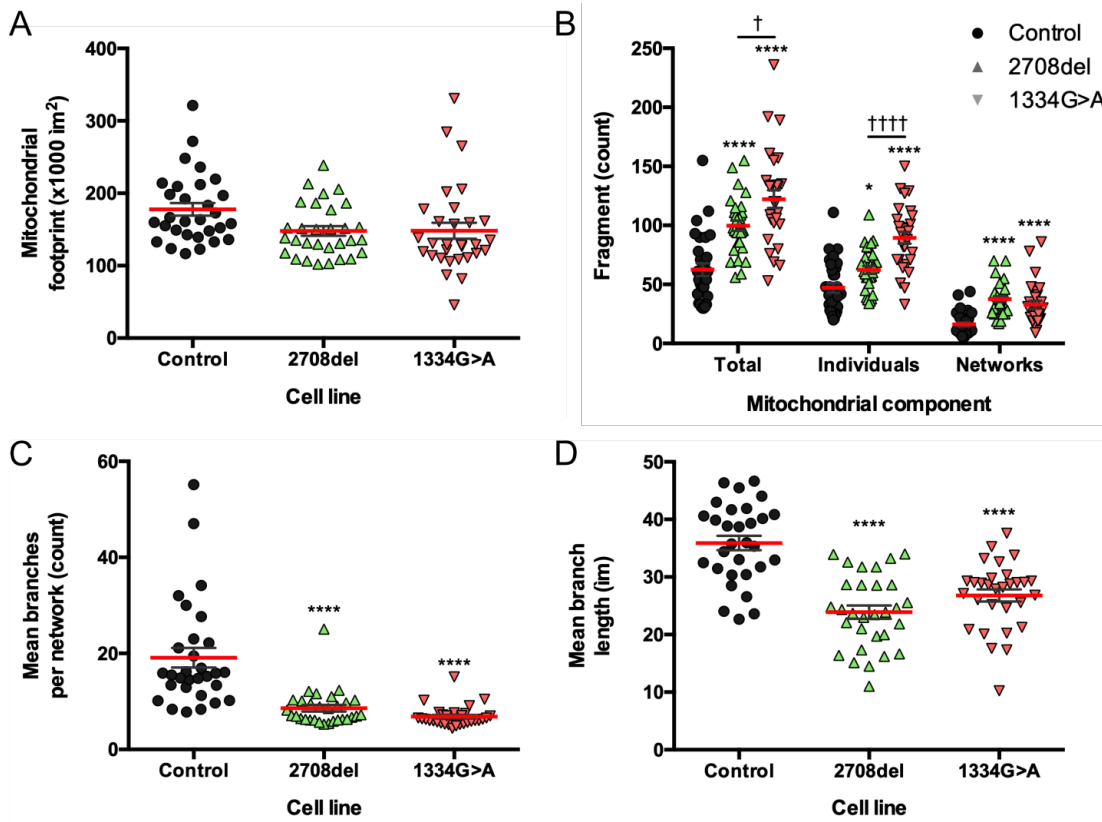 A
Mitochondrial
footprint (x1000 ìm²)
400
300
200
100
0
Control
2708del
1334G>A
Cell line
B
Fragment (count)
250
200
150
100
50
0
†
****
****
††††
****
*
****
****
Control
2708del
1334G>A
Total
Individuals
Networks
Mitochondrial component
C
Mean branches
per network (count)
60
40
20
0
****
****
Control
2708del
1334G>A
Cell line
D
Mean branch
length (ìm)
50
40
30
20
10
0
****
****
Control
2708del
1334G>A
Cell line